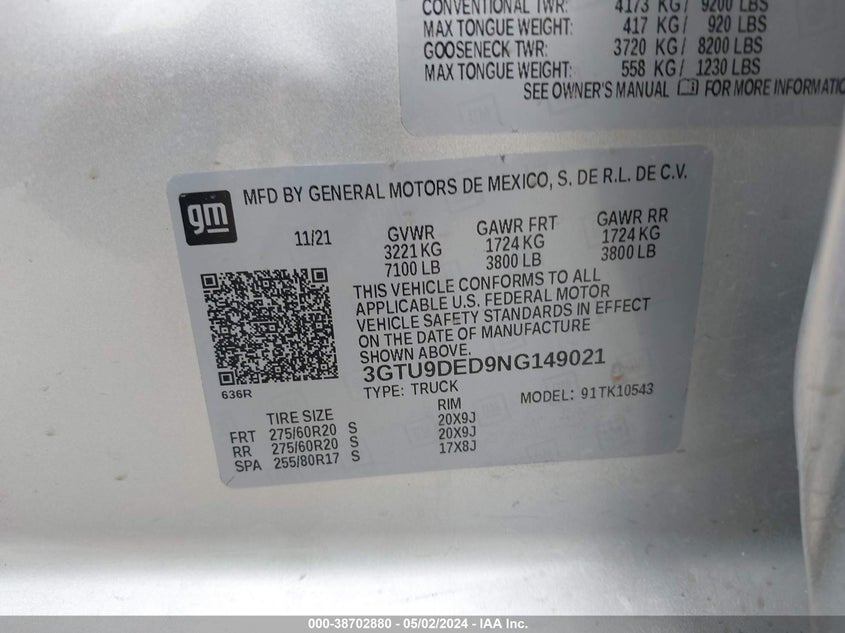 CONVENTIONAL TWR: 4173 KG/ 9200 LBS
MAX TONGUE WEIGHT: 417 KG/ 920 LBS
GOOSENECK TWR: 3720 KG/ 8200 LBS
MAX TONGUE WEIGHT: 558 KG/ 1230 LBS
SEE OWNER'S MANUAL FOR MORE INFORMATIO
gm
MFD BY GENERAL MOTORS DE MEXICO, S. DE R.L. DE C.V.
11/21 GVWR GAWR FRT GAWR RR
3221 KG 1724 KG 1724 KG
7100 LB 3800 LB 3800 LB
THIS VEHICLE CONFORMS TO ALL
APPLICABLE U.S. FEDERAL MOTOR
VEHICLE SAFETY STANDARDS IN EFFECT
ON THE DATE OF MANUFACTURE
SHOWN ABOVE.
3GTU9DED9NG149021
636R TYPE: TRUCK MODEL: 91TK10543
TIRE SIZE RIM
FRT 275/60R20 S 20X9J
RR 275/60R20 S 20X9J
SPA 255/80R17 S 17X8J
000-38702880 - 05/02/2024 - IAA Inc.